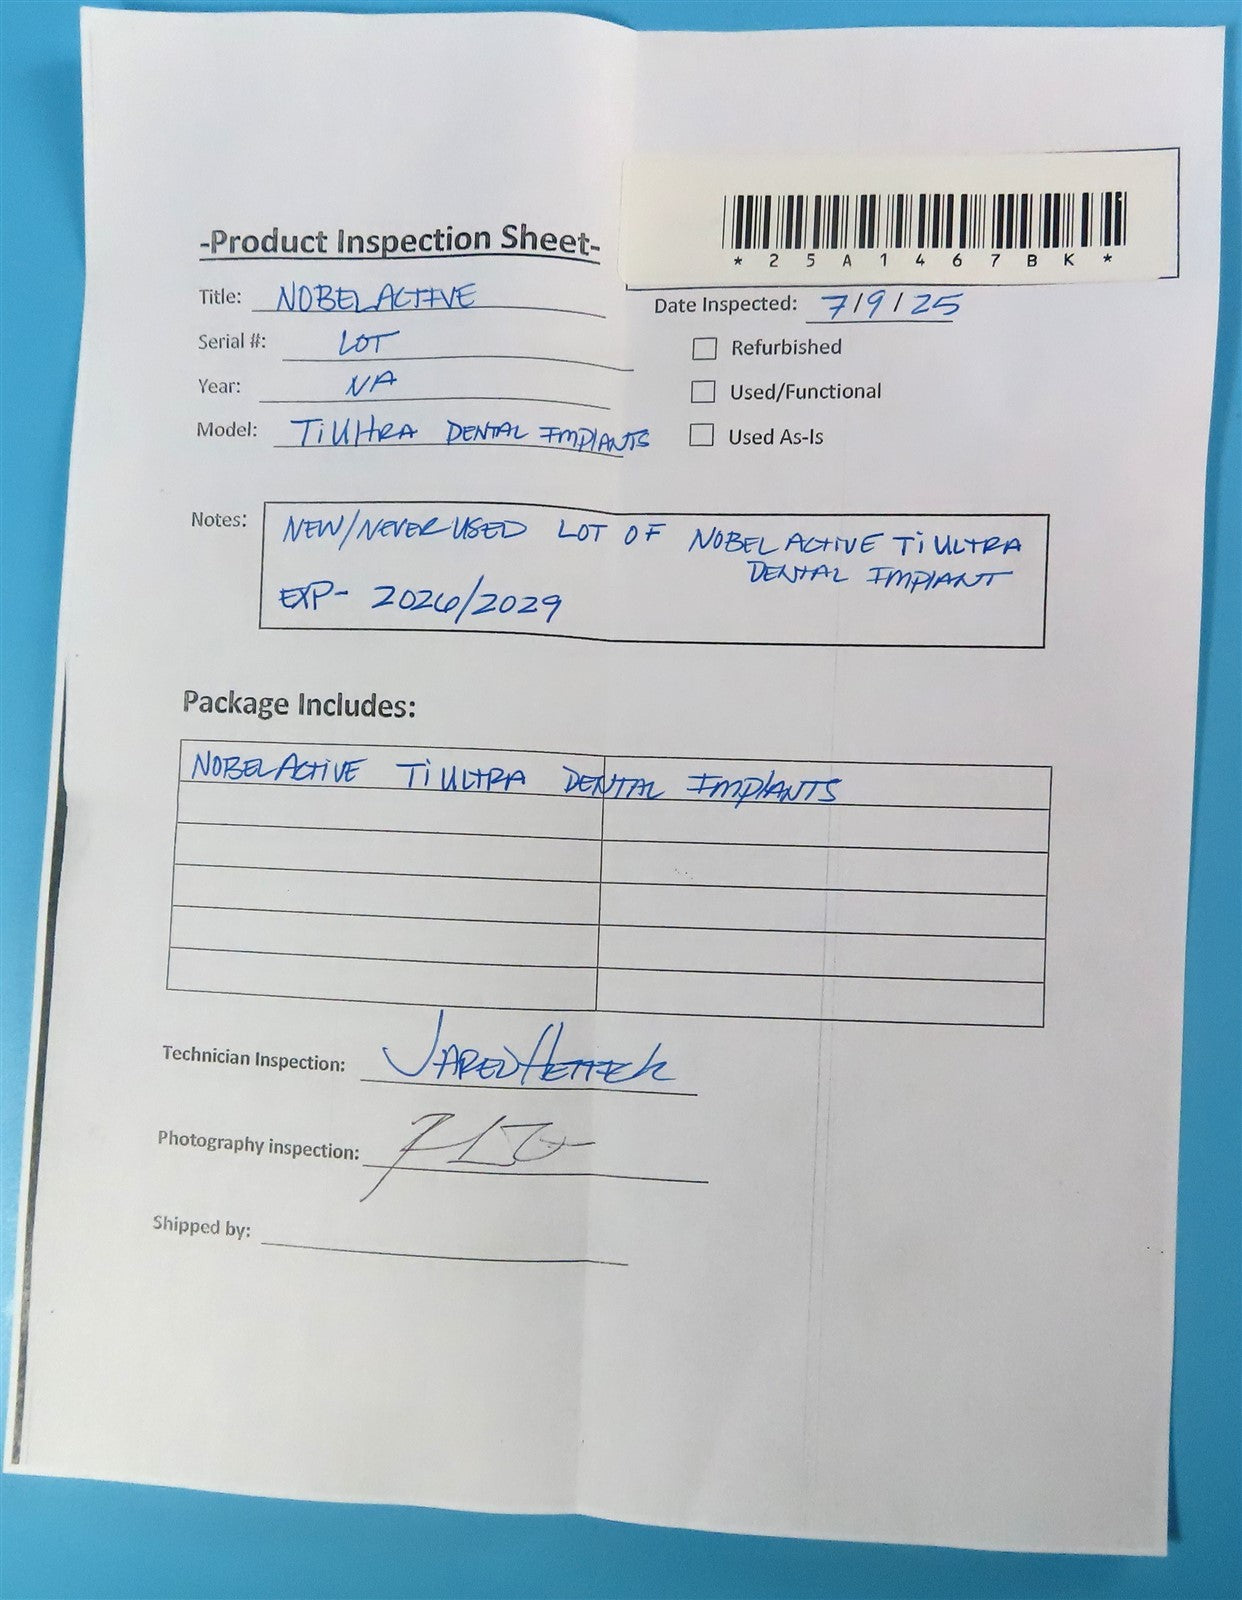 *25A1467BK*
-Product Inspection Sheet-
Title: NOBELACTIVE
Date Inspected: 7/9/25
Serial #: LOT
Refurbished
Year: NA
Used/Functional
Model: TiUltra DENTAL IMPLANTS
Used As-Is
Notes: NEW/NEVER USED LOT OF NOBELACTIVE TiULTRA
DENTAL IMPLANT
EXP- 2026/2029
Package Includes:
NOBELACTIVE TiULTRA DENTAL IMPLANTS
Technician Inspection: JARED
Photography inspection:
Shipped by: